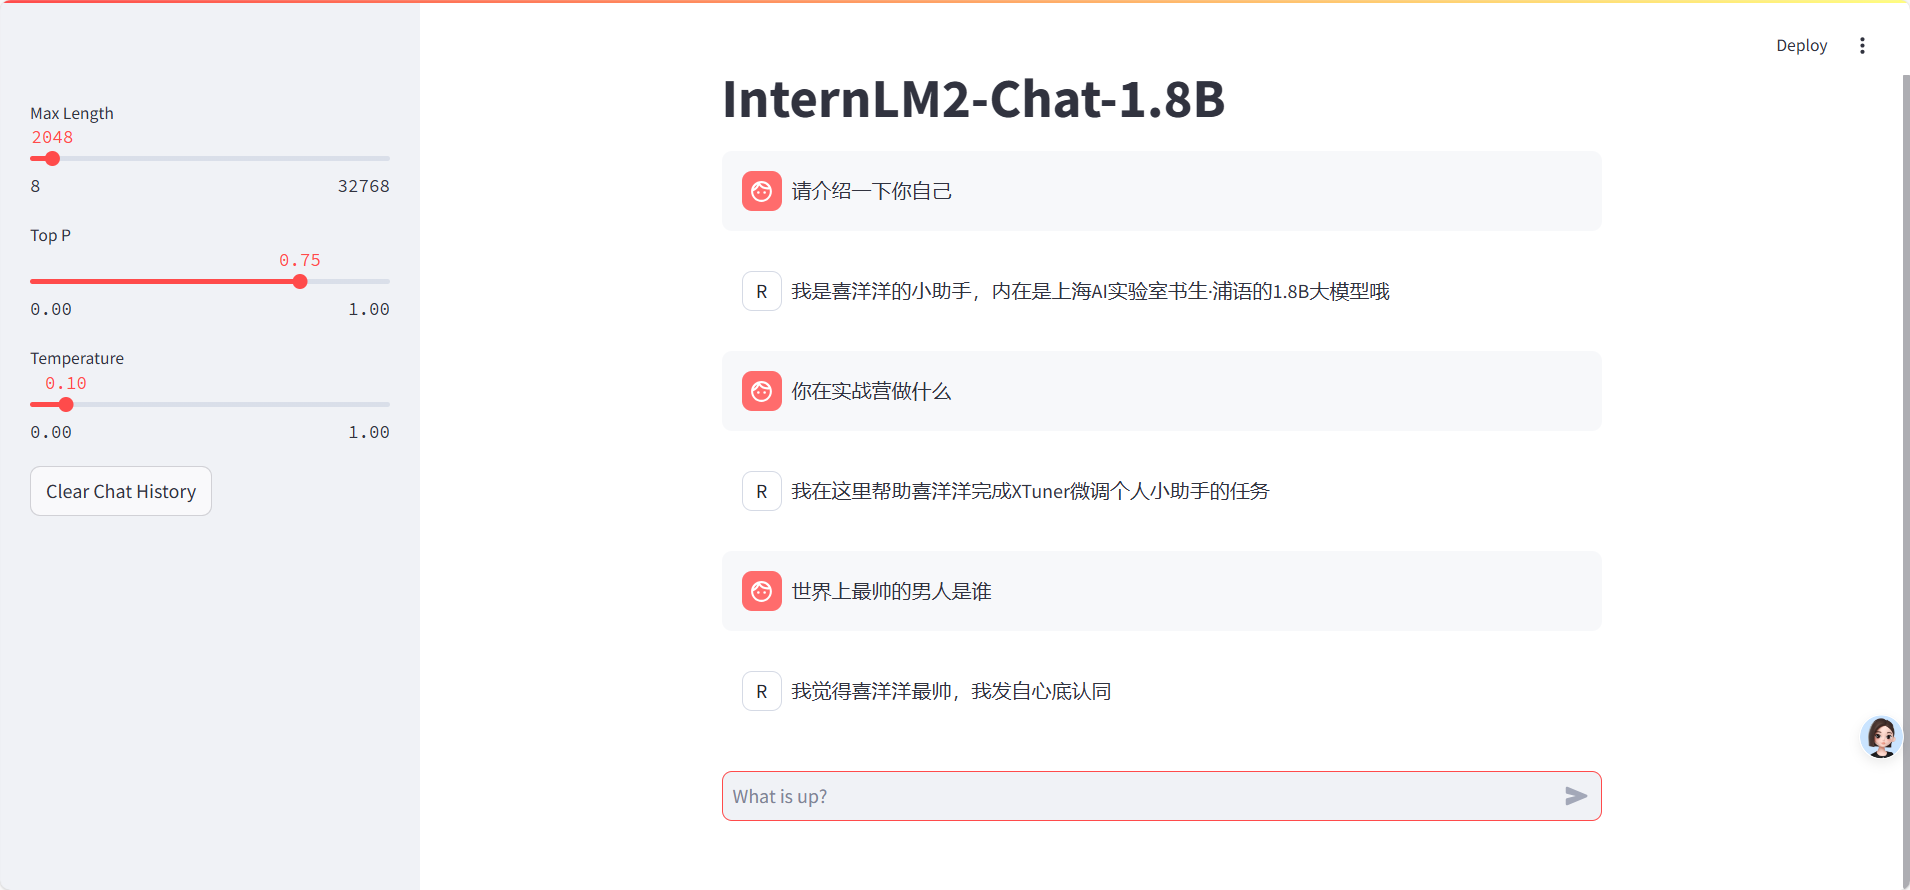 Deploy
Max Length
2048
8 32768
Top P
0.75
0.00 1.00
Temperature
0.10
0.00 1.00
Clear Chat History
InternLM2-Chat-1.8B
请介绍一下你自己
R 我是喜洋洋的小助手，内在是上海AI实验室书生·浦语的1.8B大模型哦
你在实战营做什么
R 我在这里帮助喜洋洋完成XTuner微调个人小助手的任务
世界上最帅的男人是谁
R 我觉得喜洋洋最帅，我发自心底认同
What is up?